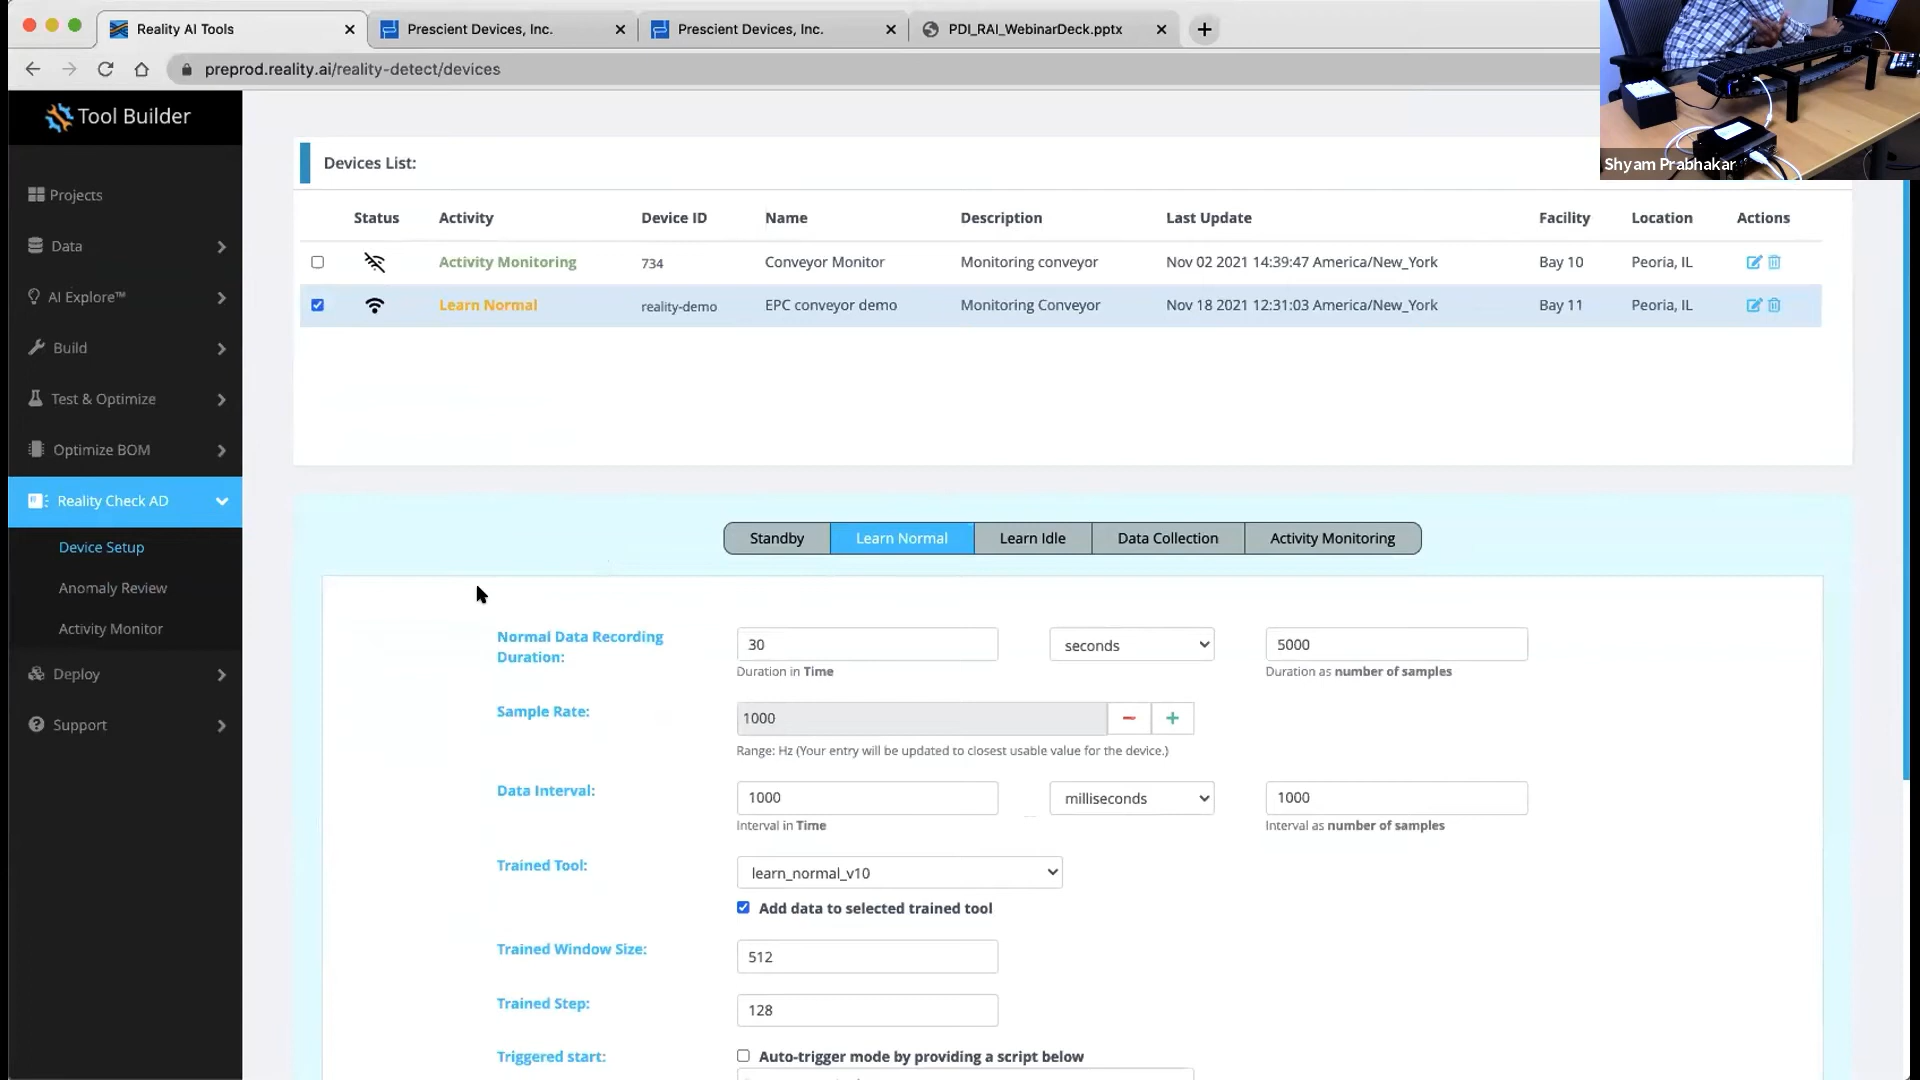 Reality AI Tools
Prescient Devices, Inc.
Prescient Devices, Inc.
PDI_RAI_WebinarDeck.pptx
preprod.reality.ai/reality-detect/devices
Shyam Prabhakar
Tool Builder
Projects
Data
AI Explore™
Build
Test & Optimize
Optimize BOM
Reality Check AD
Device Setup
Anomaly Review
Activity Monitor
Deploy
Support
Devices List:
Status Activity Device ID Name Description Last Update Facility Location Actions
Activity Monitoring 734 Conveyor Monitor Monitoring conveyor Nov 02 2021 14:39:47 America/New_York Bay 10 Peoria, IL
Learn Normal reality-demo EPC conveyor demo Monitoring Conveyor Nov 18 2021 12:31:03 America/New_York Bay 11 Peoria, IL
Standby Learn Normal Learn Idle Data Collection Activity Monitoring
Normal Data Recording
Duration:
30 seconds 5000
Duration in Time Duration as number of samples
Sample Rate: 1000
Range: Hz (Your entry will be updated to closest usable value for the device.)
Data Interval: 1000 milliseconds 1000
Interval in Time Interval as number of samples
Trained Tool: learn_normal_v10
Add data to selected trained tool
Trained Window Size: 512
Trained Step: 128
Triggered start: Auto-trigger mode by providing a script below